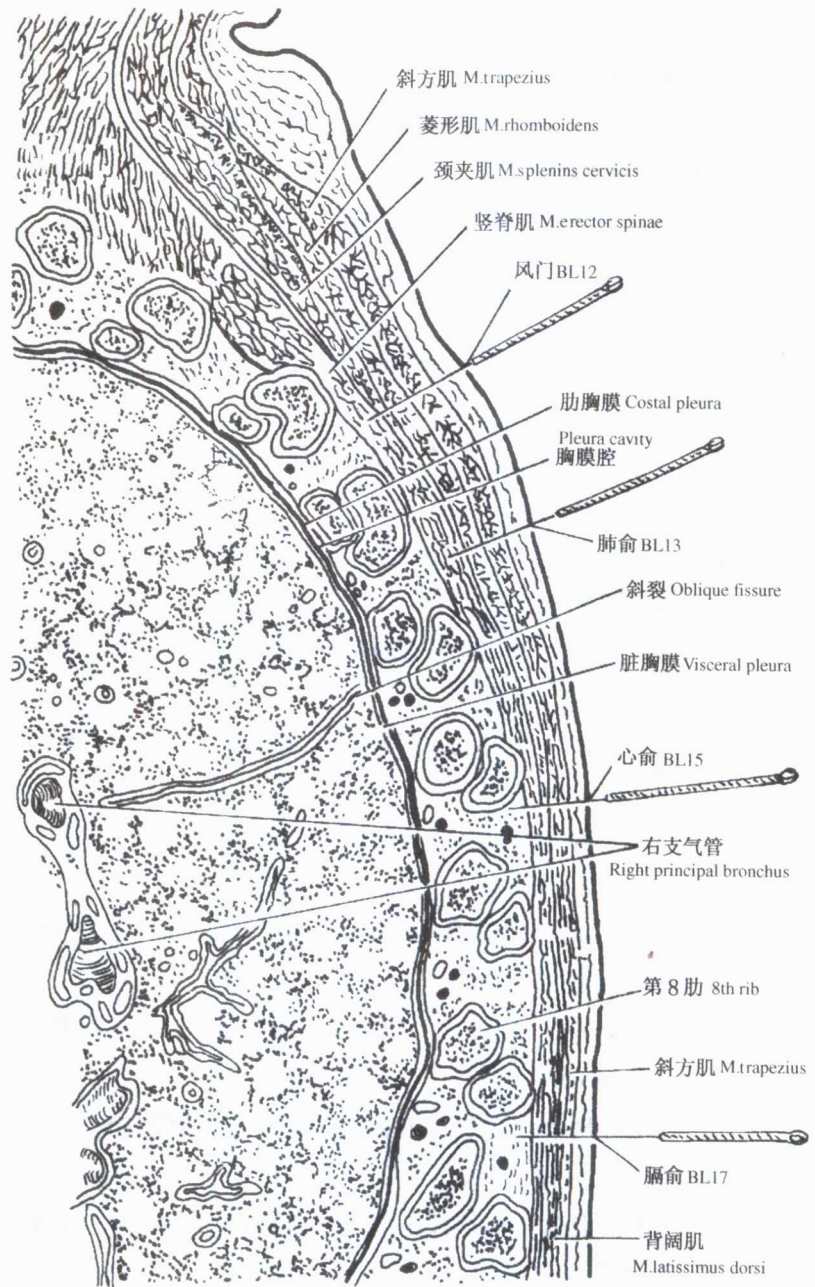 斜方肌 M.trapezius
菱形肌 M.rhomboidens
颈夹肌 M.splenins cervicis
竖脊肌 M.erector spinae
风门 BL12
肋胸膜 Costal pleura
Pleura cavity
胸膜腔
肺俞 BL13
斜裂 Oblique fissure
脏胸膜 Visceral pleura
心俞 BL15
右支气管
Right principal bronchus
第8肋 8th rib
斜方肌 M.trapezius
膈俞 BL17
背阔肌
M.latissimus dorsi